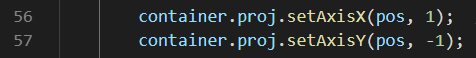 56 container.proj.setAxisX(pos, 1);
57 container.proj.setAxisY(pos, -1);